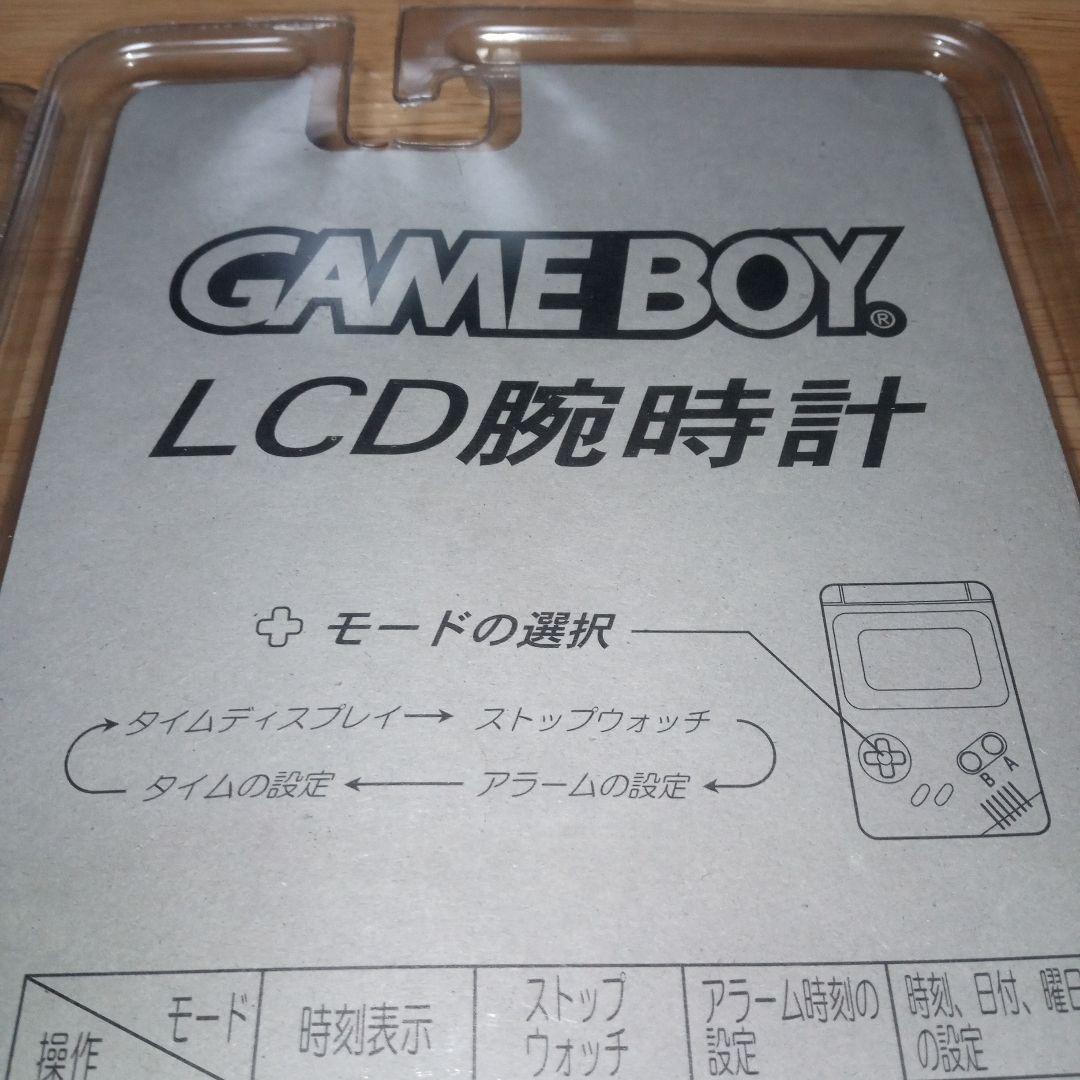 GAME BOY®
LCD腕時計
モードの選択
タイムディスプレイ→ ストップウォッチ
タイムの設定 ← アラームの設定
B A
モード
操作
時刻表示
ストップ
ウォッチ
アラーム時刻の
設定
時刻、日付、曜日
の設定